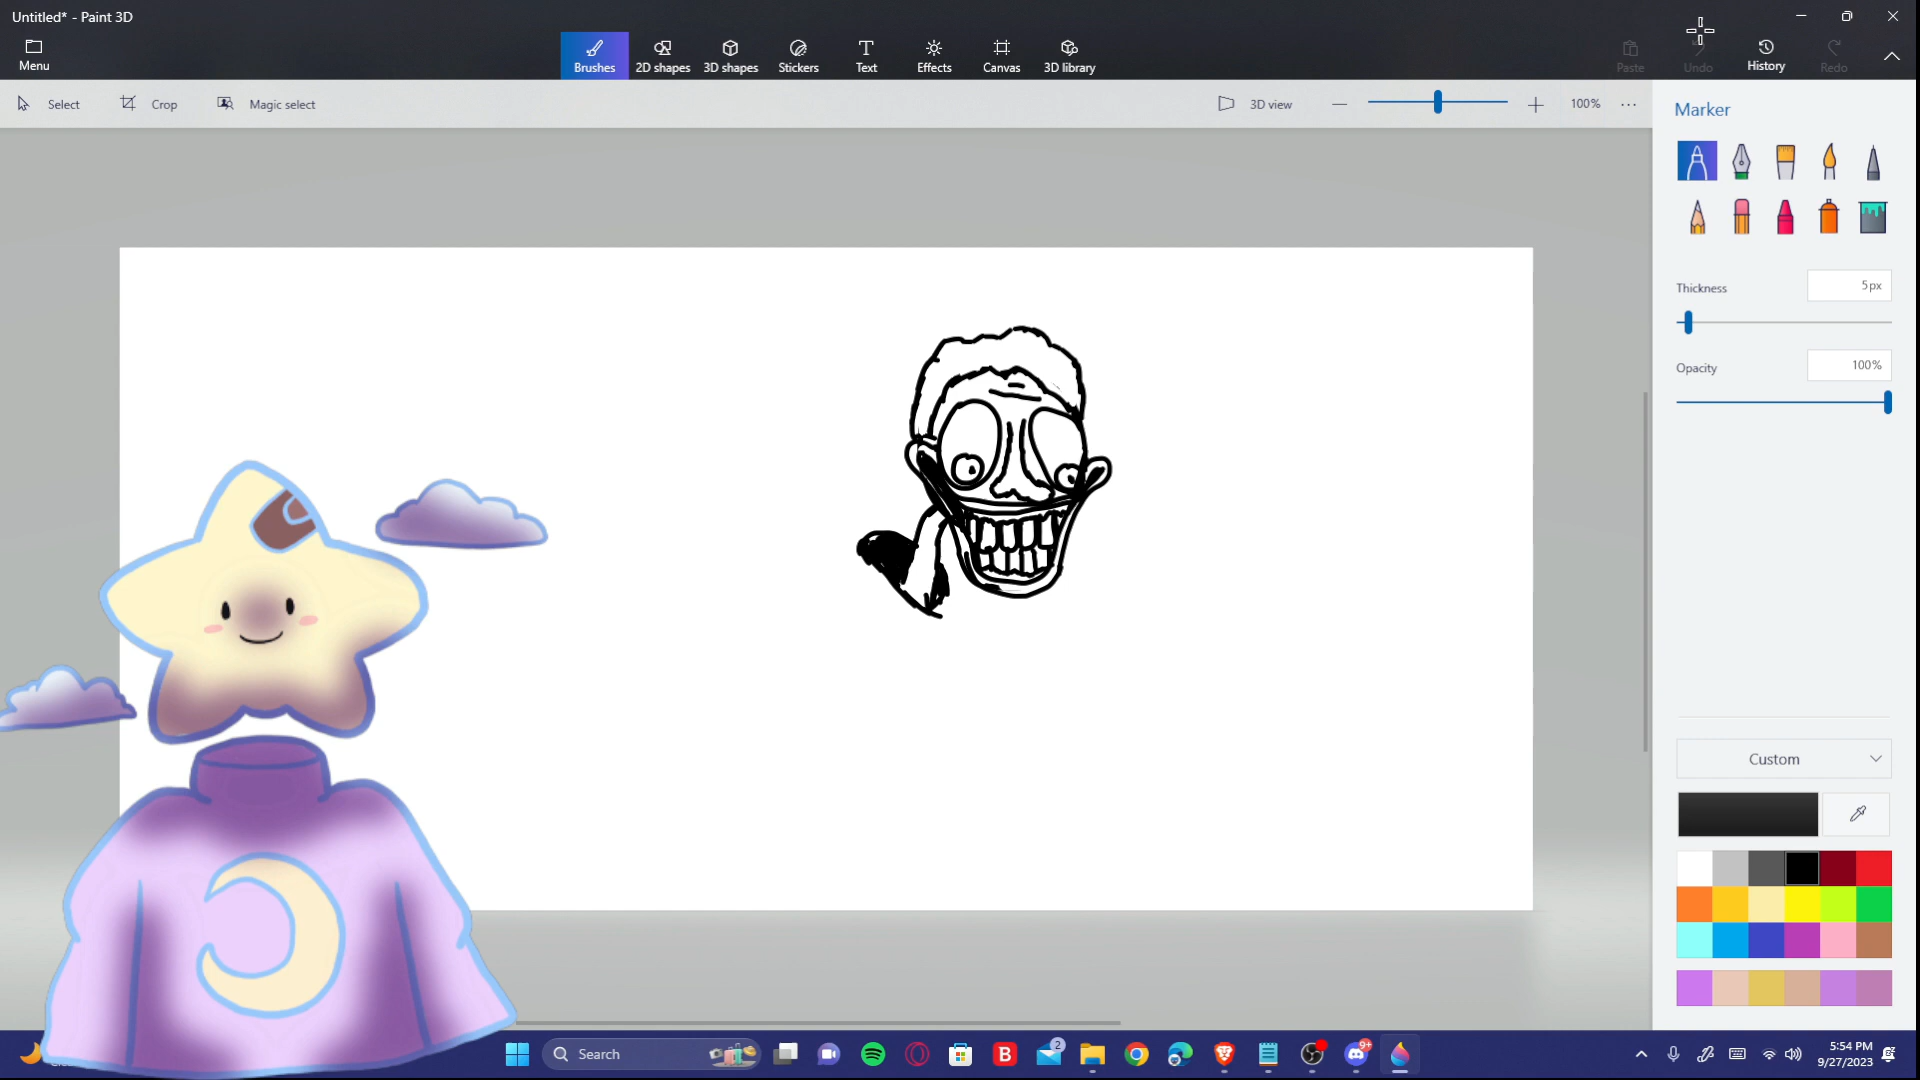 Untitled* - Paint 3D
Menu
Brushes
2D shapes
3D shapes
Stickers
Text
Effects
Canvas
3D library
Paste
Undo
History
Redo
Select
Crop
Magic select
3D view
100%
Marker
Thickness
5px
Opacity
100%
Custom
Search
B
2
9+
5:54 PM
9/27/2023